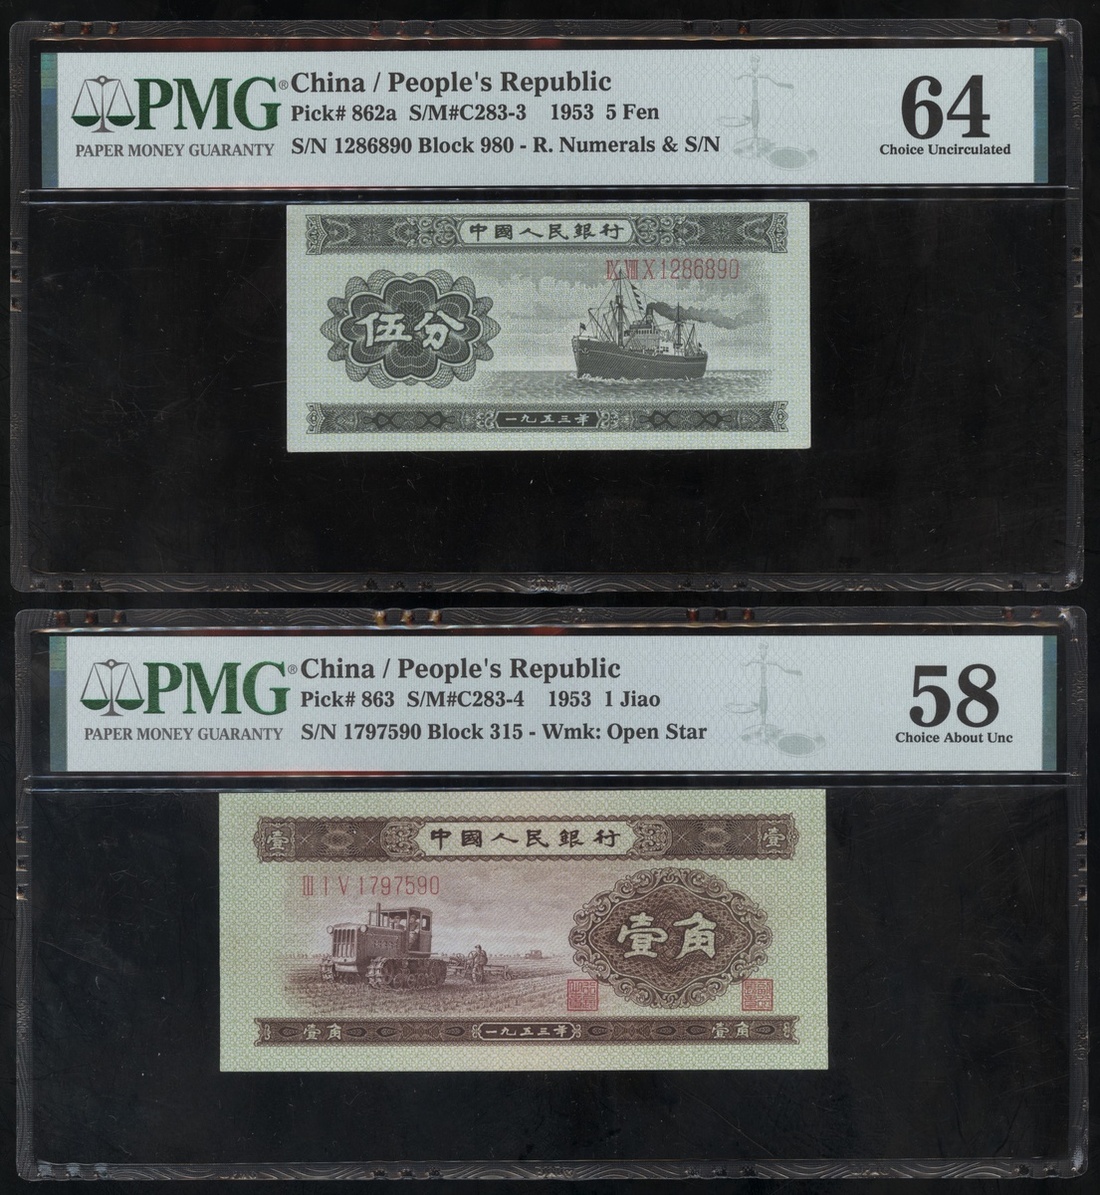 PMG®
PAPER MONEY GUARANTY
China / People's Republic
Pick# 862a S/M#C283-3 1953 5 Fen
S/N 1286890 Block 980 - R. Numerals & S/N
64
Choice Uncirculated
中國人民銀行
IX VIII X 1286890
伍分
一九五三年
PMG®
PAPER MONEY GUARANTY
China / People's Republic
Pick# 863 S/M#C283-4 1953 1 Jiao
S/N 1797590 Block 315 - Wmk: Open Star
58
Choice About Unc
壹 中國人民銀行 壹
III I V 1797590
壹角
壹角 一九五三年 壹角